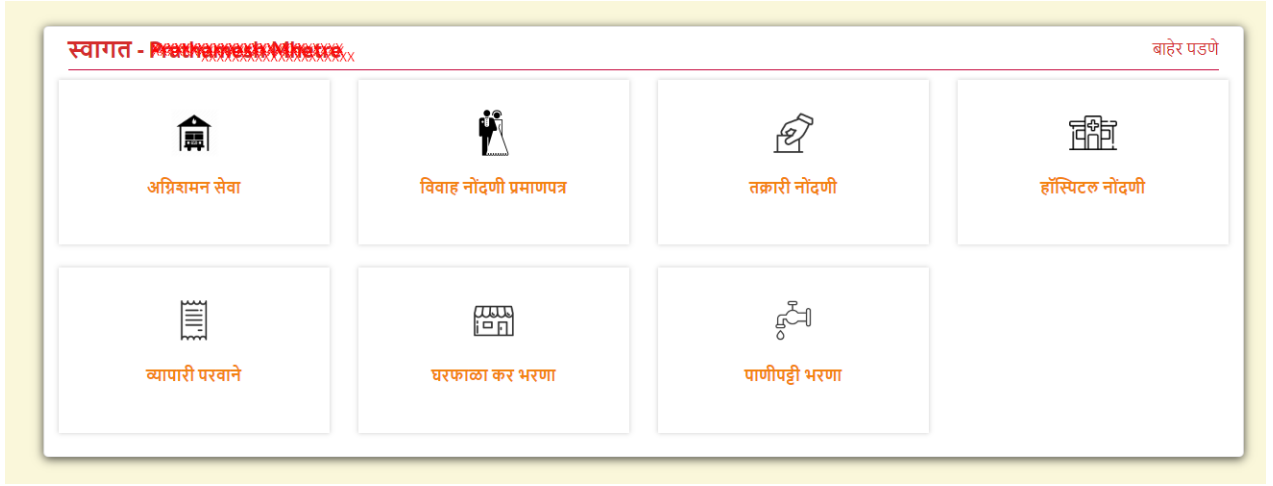 स्वागत -
बाहेर पडणे
अग्निशमन सेवा
विवाह नोंदणी प्रमाणपत्र
तक्रारी नोंदणी
हॉस्पिटल नोंदणी
व्यापारी परवाने
घरफाळा कर भरणा
पाणीपट्टी भरणा